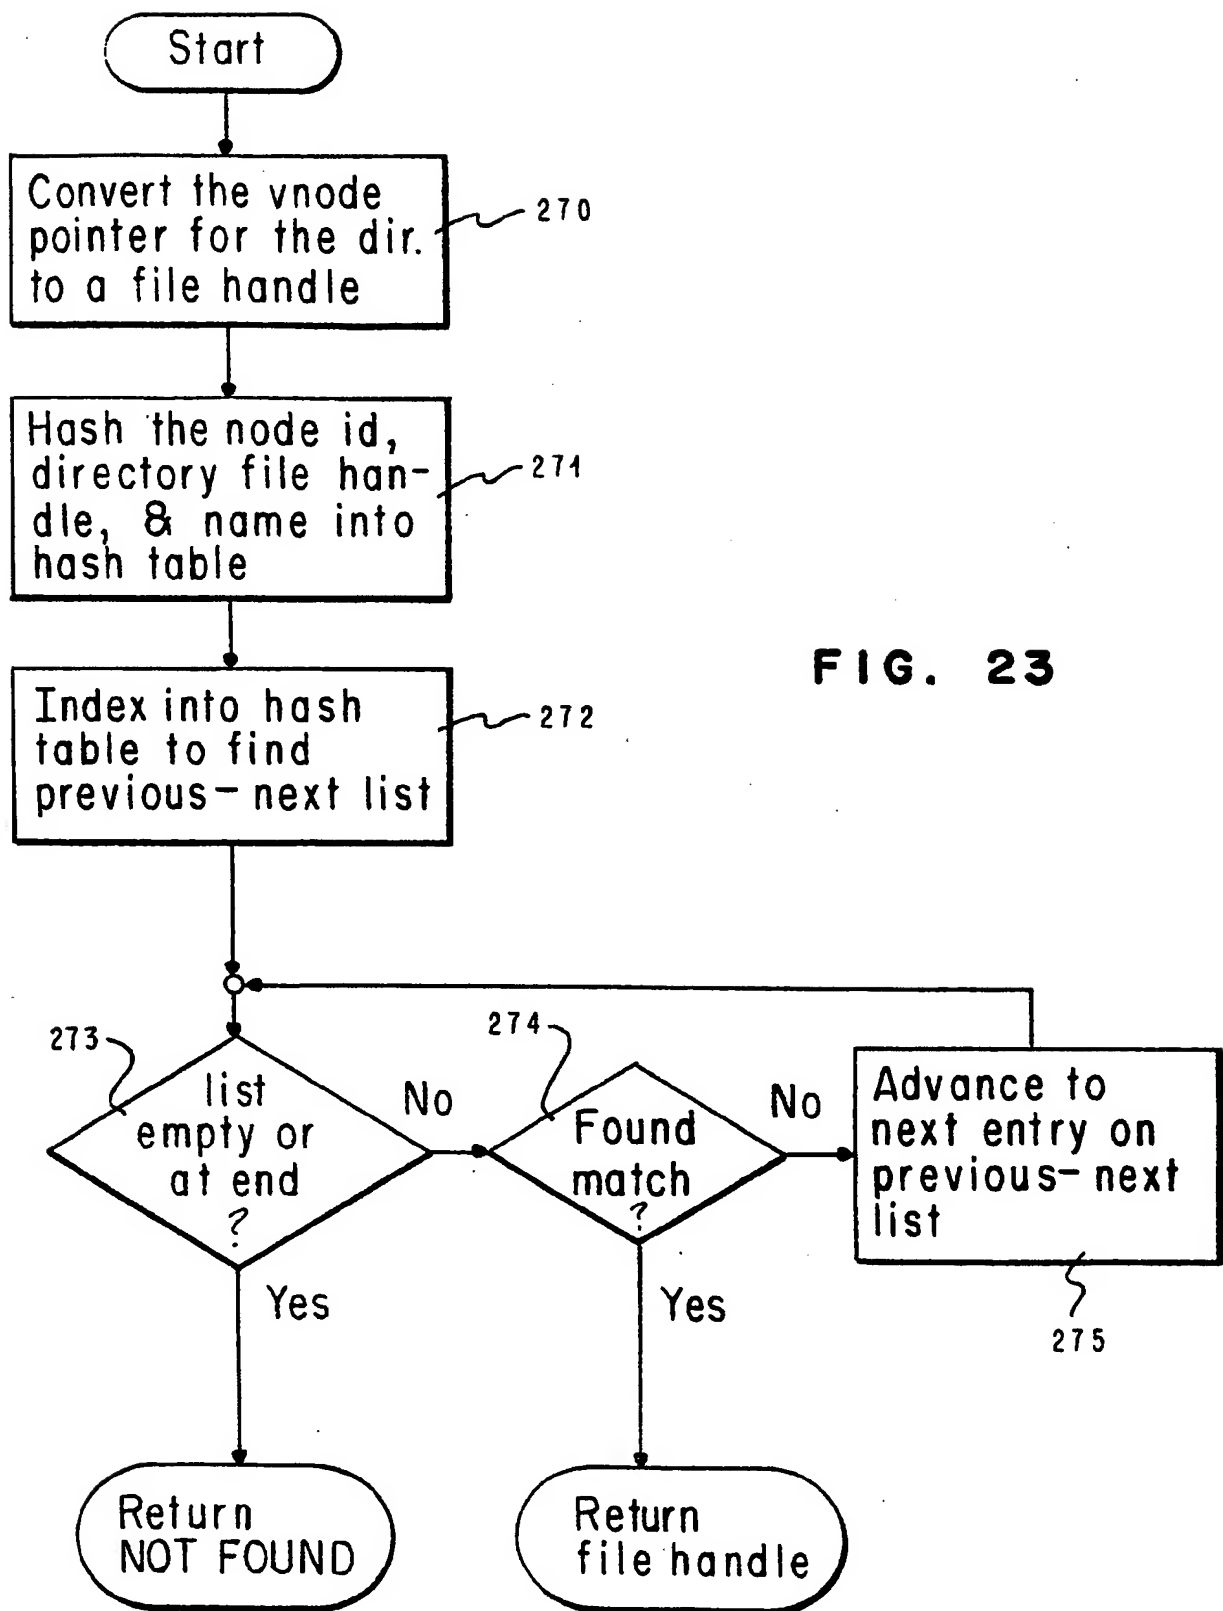 Start
Convert the vnode
pointer for the dir.
to a file handle
270
Hash the node id,
directory file han-
dle, & name into
hash table
271
Index into hash
table to find
previous-next list
272
FIG. 23
273
list
empty or
at end
?
No
274
Found
match
?
No
Advance to
next entry on
previous-next
list
275
Yes
Yes
Return
NOT FOUND
Return
file handle